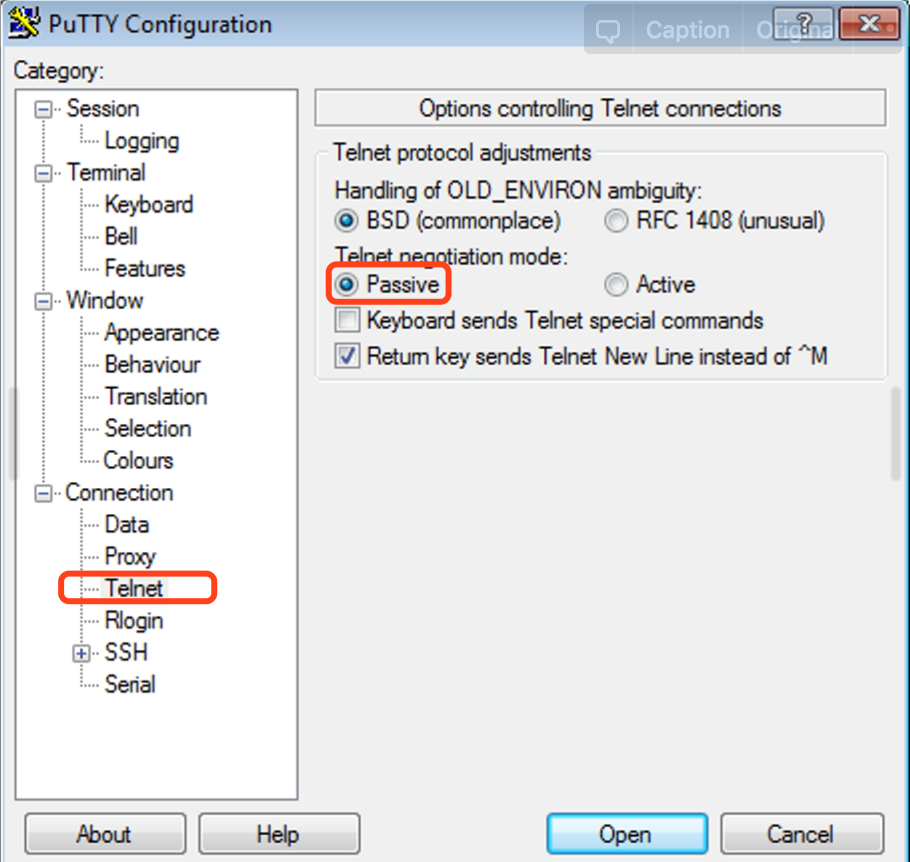 PuTTY Configuration
Caption
Original
?
X
Category:
Session
Logging
Terminal
Keyboard
Bell
Features
Window
Appearance
Behaviour
Translation
Selection
Colours
Connection
Data
Proxy
Telnet
Rlogin
SSH
Serial
Options controlling Telnet connections
Telnet protocol adjustments
Handling of OLD_ENVIRON ambiguity:
BSD (commonplace) RFC 1408 (unusual)
Telnet negotiation mode:
Passive Active
Keyboard sends Telnet special commands
Return key sends Telnet New Line instead of ^M
About Help Open Cancel